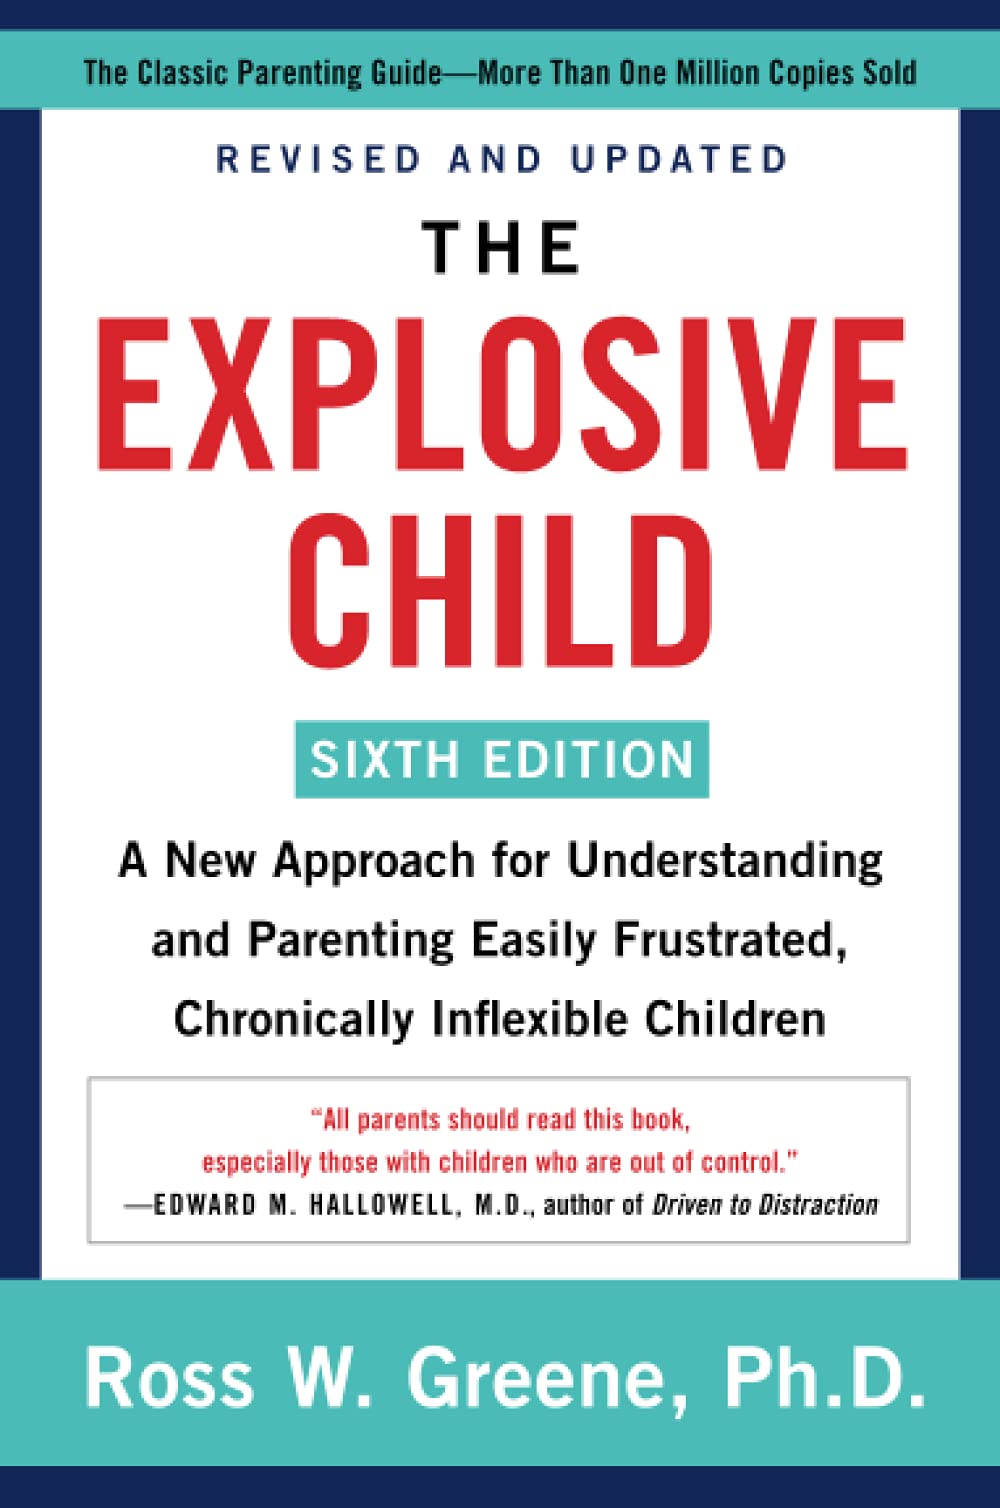 The Classic Parenting Guide—More Than One Million Copies Sold
REVISED AND UPDATED
THE
EXPLOSIVE
CHILD
SIXTH EDITION
A New Approach for Understanding
and Parenting Easily Frustrated,
Chronically Inflexible Children
“All parents should read this book,
especially those with children who are out of control.”
—EDWARD M. HALLOWELL, M.D., author of Driven to Distraction
Ross W. Greene, Ph.D.